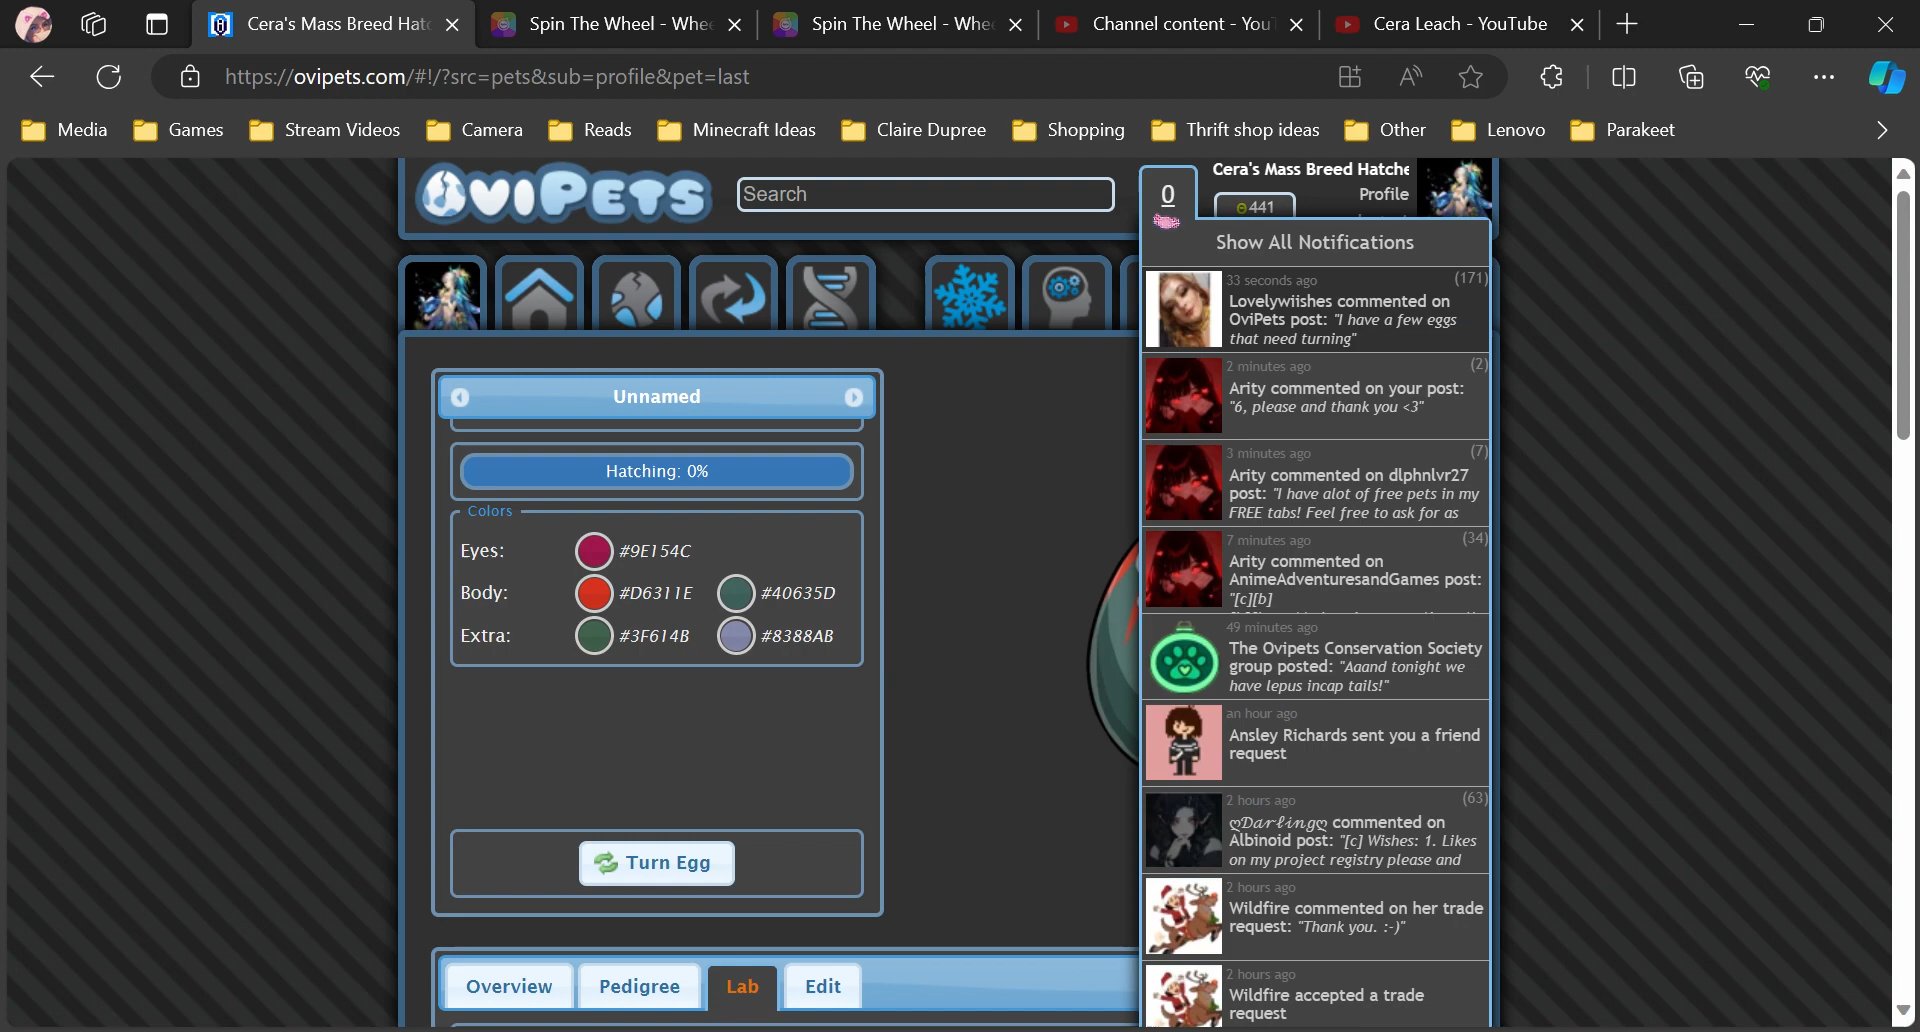 Cera's Mass Breed Hatc
Spin The Wheel - Whe
Spin The Wheel - Whe
Channel content - You
Cera Leach - YouTube
https://ovipets.com/#!/?src=pets&sub=profile&pet=last
Media
Games
Stream Videos
Camera
Reads
Minecraft Ideas
Claire Dupree
Shopping
Thrift shop ideas
Other
Lenovo
Parakeet
OviPets
Search
0
Cera's Mass Breed Hatche
441
Profile
Unnamed
Hatching: 0%
Colors
Eyes: #9E154C
Body: #D6311E #40635D
Extra: #3F614B #8388AB
Turn Egg
Overview
Pedigree
Lab
Edit
Show All Notifications
33 seconds ago (171)
Lovelywiishes commented on
OviPets post: "I have a few eggs
that need turning"
2 minutes ago (2)
Arity commented on your post:
"6, please and thank you <3"
3 minutes ago (7)
Arity commented on dlphnlvr27
post: "I have alot of free pets in my
FREE tabs! Feel free to ask for as
7 minutes ago (34)
Arity commented on
AnimeAdventuresandGames post:
"[c][b]
49 minutes ago
The Ovipets Conservation Society
group posted: "Aaand tonight we
have lepus incap tails!"
an hour ago
Ansley Richards sent you a friend
request
2 hours ago (63)
ღ𝓓𝓪𝓻𝓵𝓲𝓷𝓰ღ commented on
Albinoid post: "[c] Wishes: 1. Likes
on my project registry please and
2 hours ago
Wildfire commented on her trade
request: "Thank you. :-)"
2 hours ago
Wildfire accepted a trade
request